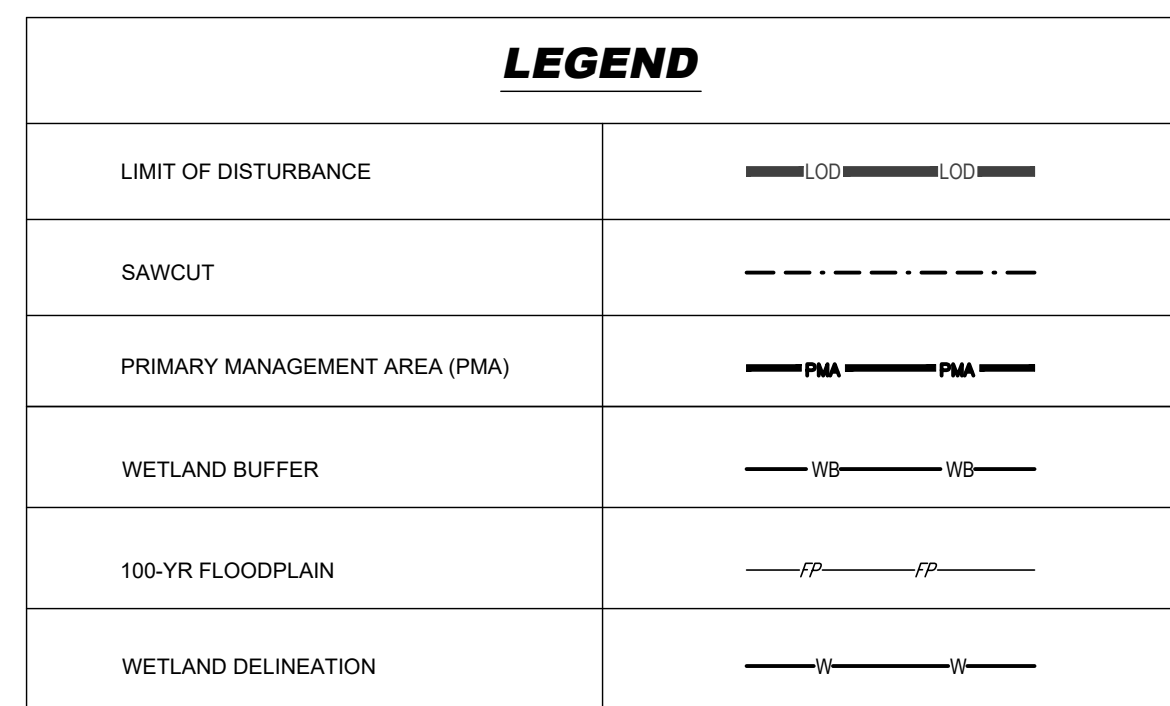 LEGEND
LIMIT OF DISTURBANCE LOD LOD
SAWCUT
PRIMARY MANAGEMENT AREA (PMA) PMA PMA
WETLAND BUFFER WB WB
100-YR FLOODPLAIN FP FP
WETLAND DELINEATION W W